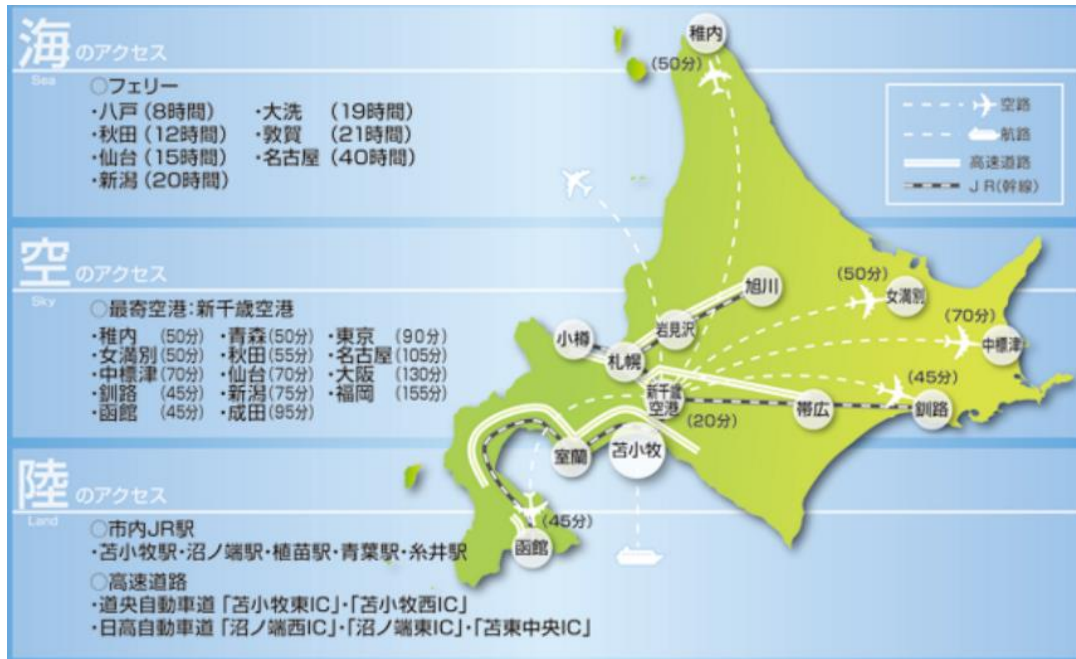 海のアクセス
Sea
○フェリー
・八戸(8時間) ・大洗 (19時間)
・秋田(12時間) ・敦賀 (21時間)
・仙台(15時間) ・名古屋(40時間)
・新潟(20時間)
空のアクセス
Sky
○最寄空港:新千歳空港
・稚内 (50分) ・青森(50分) ・東京 (90分)
・女満別(50分) ・秋田(55分) ・名古屋(105分)
・中標津(70分) ・仙台(70分) ・大阪 (130分)
・釧路 (45分) ・新潟(75分) ・福岡 (155分)
・函館 (45分) ・成田(95分)
陸のアクセス
Land
○市内JR駅
・苫小牧駅・沼ノ端駅・植苗駅・青葉駅・糸井駅
○高速道路
・道央自動車道「苫小牧東IC」・「苫小牧西IC」
・日高自動車道「沼ノ端西IC」・「沼ノ端東IC」・「苫東中央IC」
稚内
(50分)
空路
航路
高速道路
JR(幹線)
旭川
(50分)
女満別
岩見沢
小樽
札幌
(70分)
中標津
新千歳
空港
(20分)
帯広
(45分)
釧路
室蘭
苫小牧
(45分)
函館